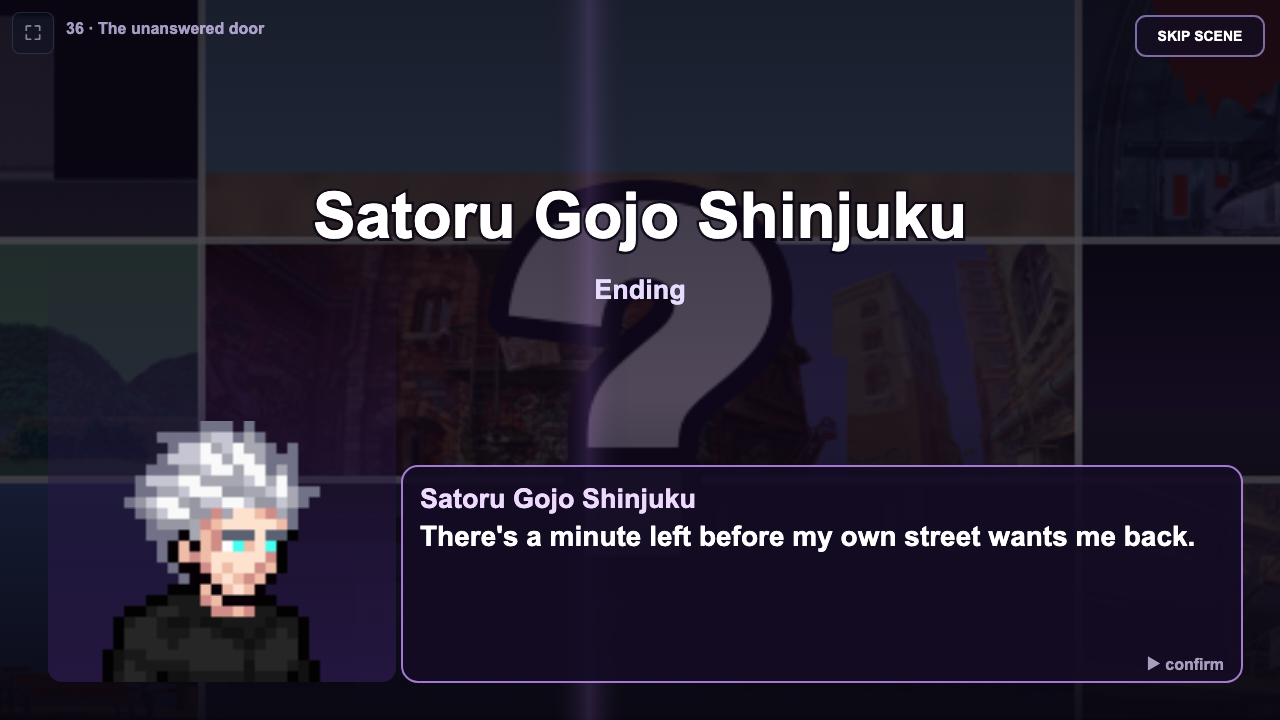 36 · The unanswered door
SKIP SCENE
Satoru Gojo Shinjuku
Ending
Satoru Gojo Shinjuku
There's a minute left before my own street wants me back.
▶ confirm